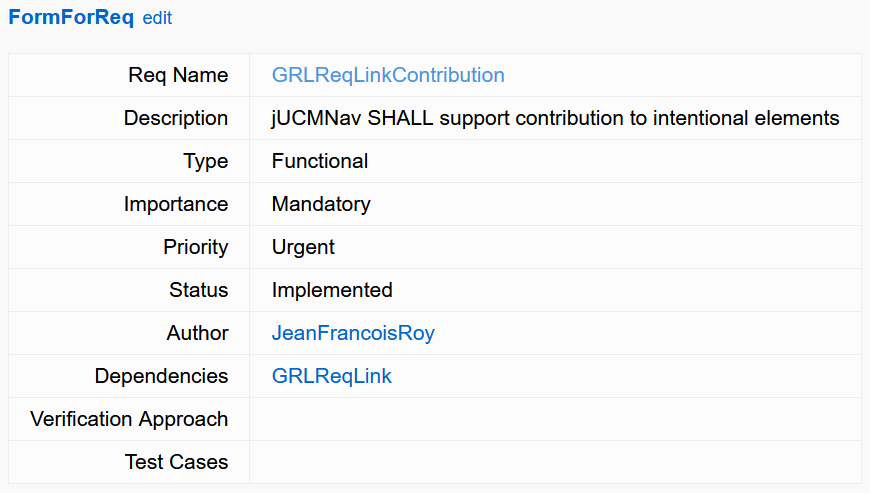 FormForReq edit
Req Name GRLReqLinkContribution
Description jUCMNav SHALL support contribution to intentional elements
Type Functional
Importance Mandatory
Priority Urgent
Status Implemented
Author JeanFrancoisRoy
Dependencies GRLReqLink
Verification Approach
Test Cases